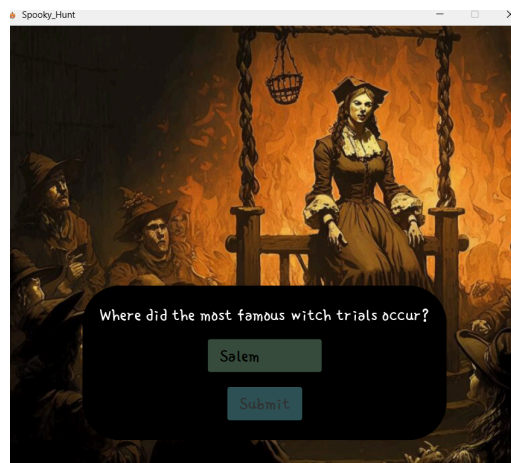 Spooky_Hunt
Where did the most famous witch trials occur?
Salem
Submit